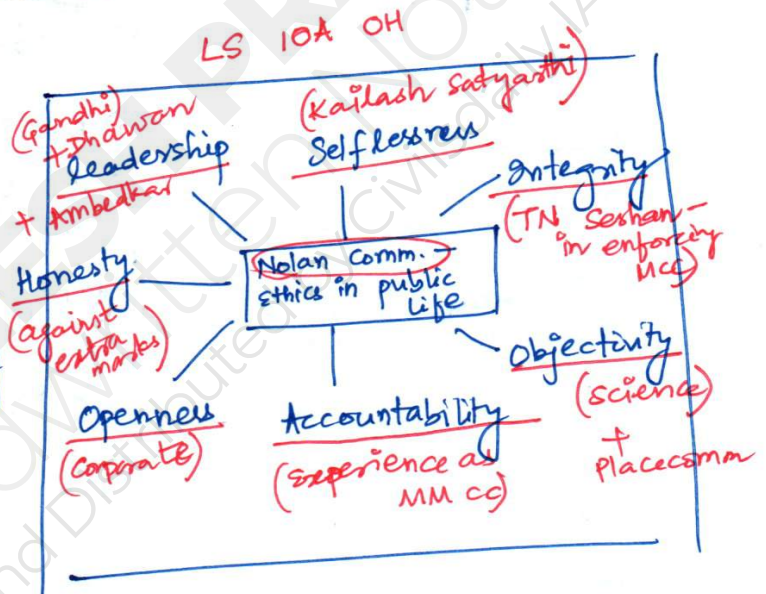 LS 10A OH
(Gandhi)
+ Dhawan
leadership
+ Ambedkar
(Kailash Satyarthi)
Selflessness
Integrity
(TN Seshan -
in enforcing
MCC)
Nolan Comm. -
Ethics in public
life
Honesty
(against
extra
marks)
Objectivity
(science)
+
placecomm
Openness
(Corporate)
Accountability
(Experience as
MM CC)